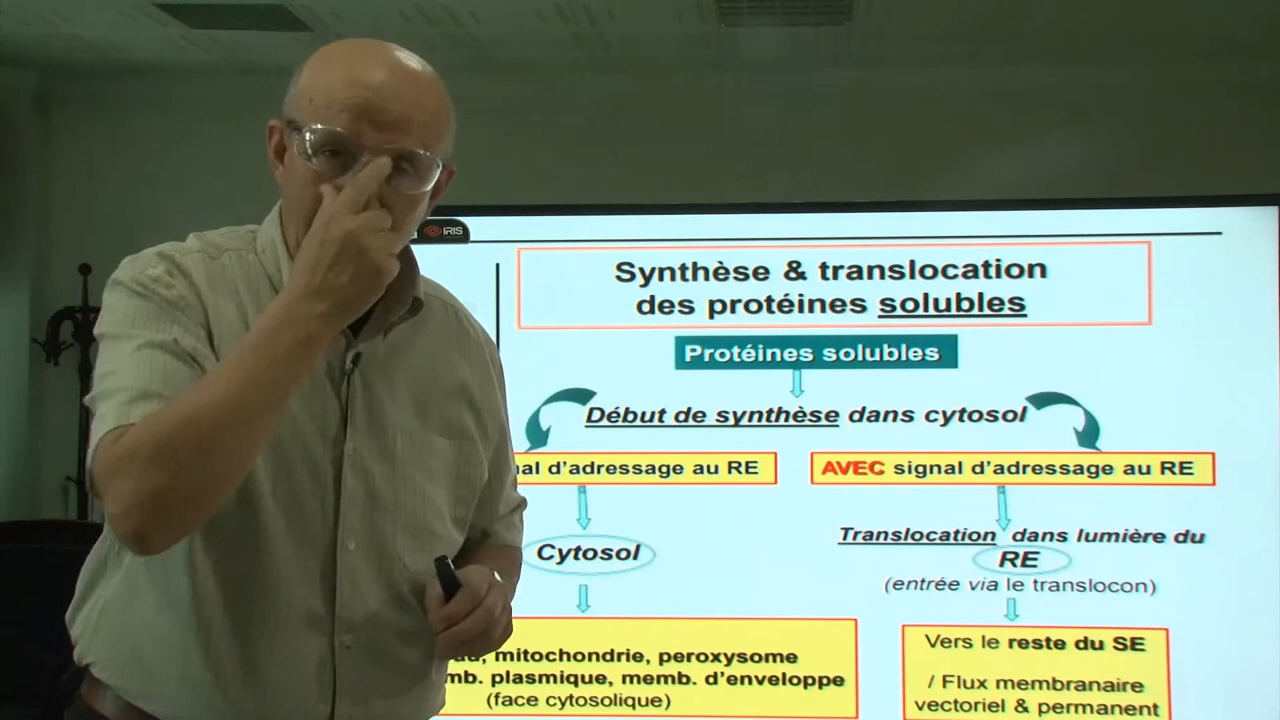 IRIS
Synthèse & translocation
des protéines solubles
Protéines solubles
Début de synthèse dans cytosol
d'adressage au RE
AVEC signal d'adressage au RE
Cytosol
Translocation dans lumière du
RE
(entrée via le translocon)
mitochondrie, peroxysome
plasmique, memb. d'enveloppe
(face cytosolique)
Vers le reste du SE
/ Flux membranaire
vectoriel & permanent